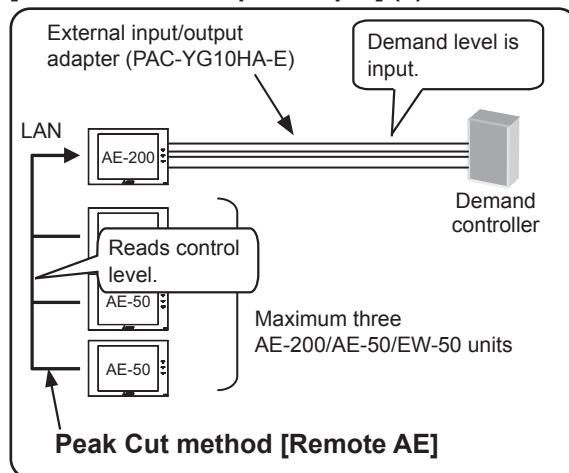 External input/output
adapter (PAC-YG10HA-E)
Demand level is
input.
LAN
AE-200
Demand
controller
Reads control
level.
AE-50
Maximum three
AE-200/AE-50/EW-50 units
AE-50
Peak Cut method [Remote AE]